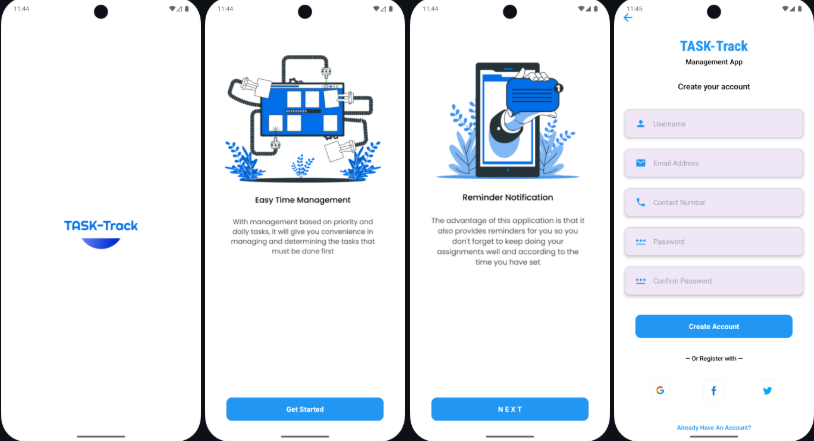 11:44
TASK-Track
11:44
Easy Time Management
With management based on priority and
daily tasks, it will give you convenience in
managing and determining the tasks that
must be done first
Get Started
11:44
1
Reminder Notification
The advantage of this application is that it
also provides reminders for you so you
don't forget to keep doing your
assignments well and according to the
time you have set
NEXT
11:45
TASK-Track
Management App
Create your account
Username
Email Address
Contact Number
Password
Confirm Password
Create Account
— Or Register with —
G
f
Already Have An Account?